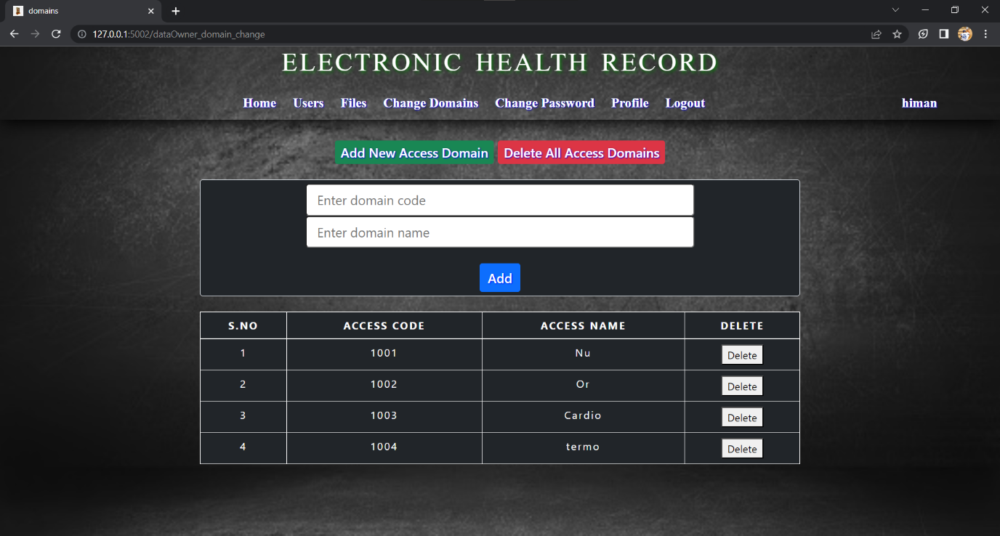 domains
127.0.0.1:5002/dataOwner_domain_change
ELECTRONIC HEALTH RECORD
Home Users Files Change Domains Change Password Profile Logout himan
Add New Access Domain Delete All Access Domains
Enter domain code
Enter domain name
Add
S.NO ACCESS CODE ACCESS NAME DELETE
1 1001 Nu Delete
2 1002 Or Delete
3 1003 Cardio Delete
4 1004 termo Delete